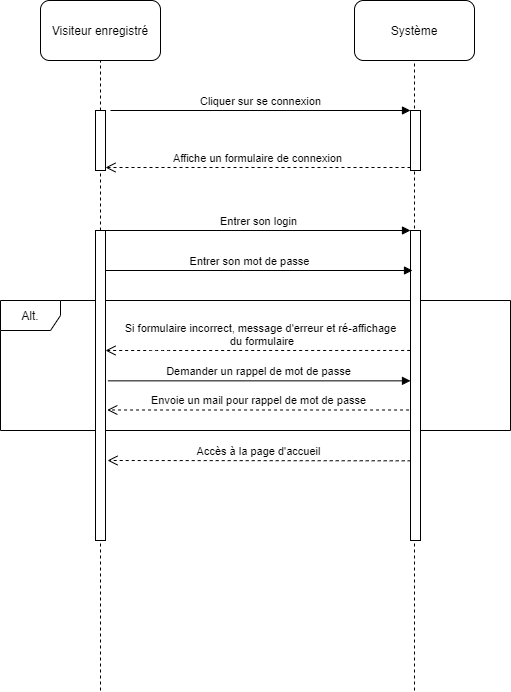 Visiteur enregistré
Système
Cliquer sur se connexion
Affiche un formulaire de connexion
Entrer son login
Entrer son mot de passe
Alt.
Si formulaire incorrect, message d'erreur et ré-affichage
du formulaire
Demander un rappel de mot de passe
Envoie un mail pour rappel de mot de passe
Accès à la page d'accueil